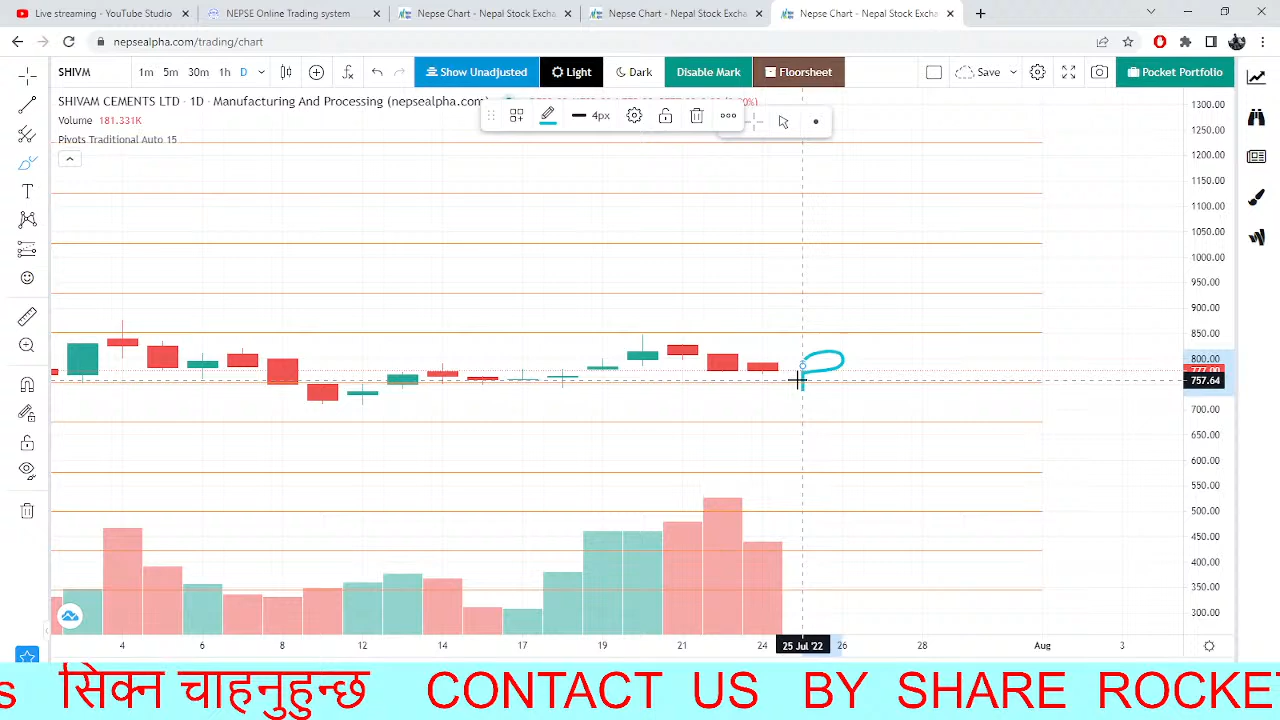 Live streaming - YouTube Studio
NEPSE Online Trading System
Nepse Chart - Nepal Stock Excha
Nepse Chart - Nepal Stock Excha
Nepse Chart - Nepal Stock Excha
nepsealpha.com/trading/chart
SHIVM 1m 5m 30m 1h D Show Unadjusted Light Dark Disable Mark Floorsheet Save Pocket Portfolio
SHIVAM CEMENTS LTD · 1D · Manufacturing And Processing (nepsealpha.com)
Volume 181.331K
Pivots Traditional Auto 15
4px
1300.00
1250.00
1200.00
1150.00
1100.00
1050.00
1000.00
950.00
900.00
850.00
800.00
757.64
700.00
650.00
600.00
550.00
500.00
450.00
400.00
350.00
300.00
4 6 8 12 14 17 19 21 24 25 Jul '22 26 28 Aug 3
s सिक्न चाहनुहुन्छ CONTACT US BY SHARE ROCKET